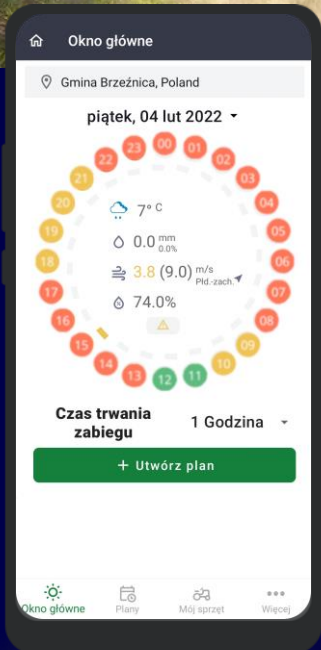 Okno główne
Gmina Brzeźnica, Poland
piątek, 04 lut 2022
00
01
02
03
04
05
06
07
08
09
10
11
12
13
14
15
16
17
18
19
20
21
22
23
7° C
0.0 mm
0.0%
3.8 (9.0) m/s
Płd.-zach.
74.0%
Czas trwania
zabiegu
1 Godzina
+ Utwórz plan
Okno główne
Plany
Mój sprzęt
Więcej